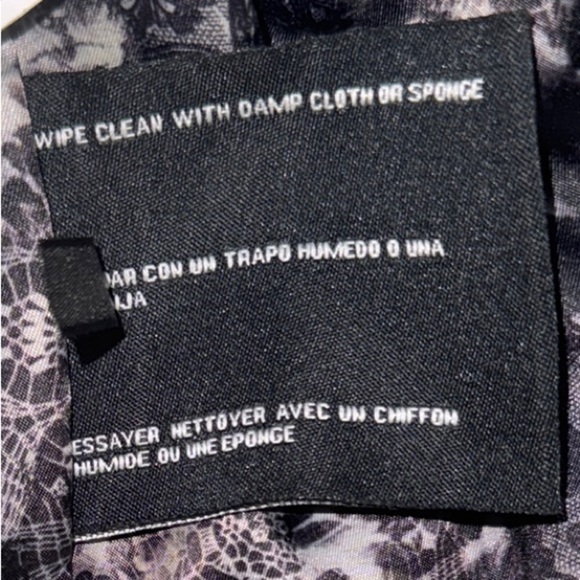 WIPE CLEAN WITH DAMP CLOTH OR SPONGE
CON UN TRAPO HUMEDO O UNA
ESSAYER NETTOYER AVEC UN CHIFFON
HUMIDE OU UNE EPONGE